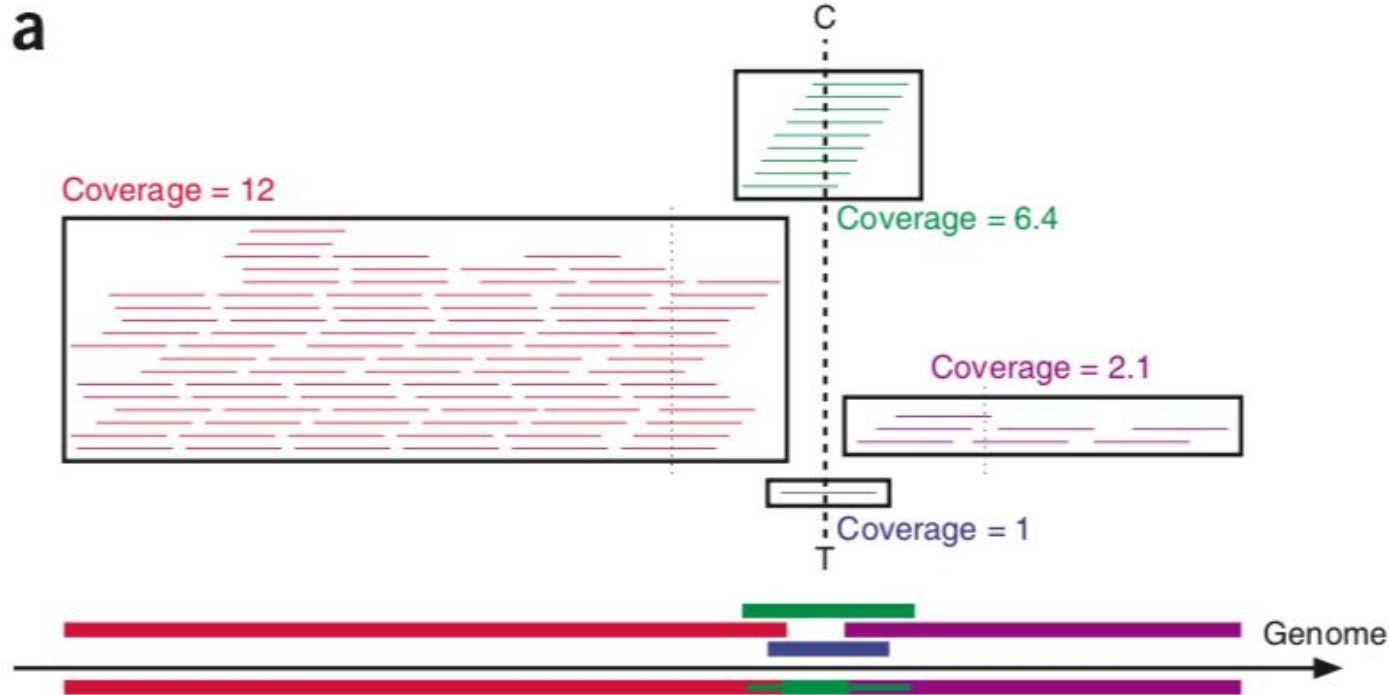 a
C
Coverage = 12
Coverage = 6.4
Coverage = 2.1
Coverage = 1
T
Genome